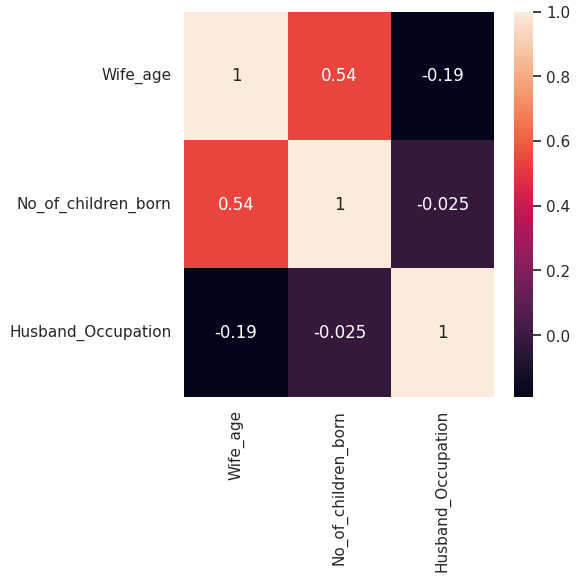 Wife_age 1 0.54 -0.19
No_of_children_born 0.54 1 -0.025
Husband_Occupation -0.19 -0.025 1
Wife_age
No_of_children_born
Husband_Occupation
1.0
0.8
0.6
0.4
0.2
0.0